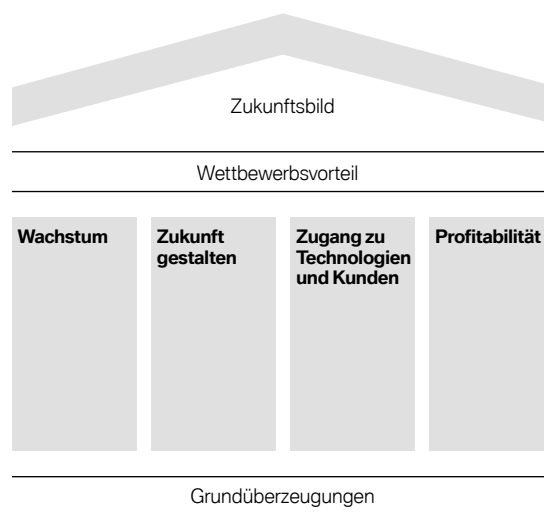 Zukunftsbild
Wettbewerbsvorteil
Wachstum
Zukunft
gestalten
Zugang zu
Technologien
und Kunden
Profitabilität
Grundüberzeugungen